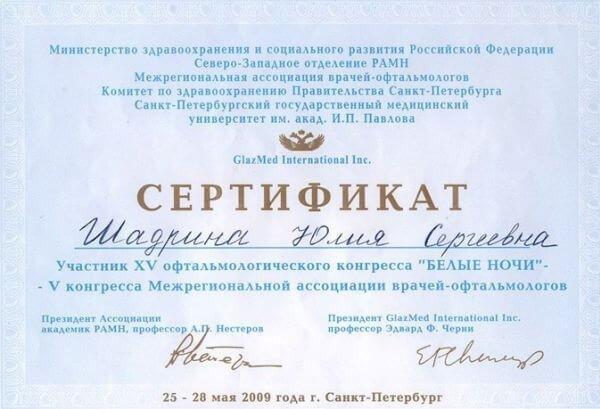 Министерство здравоохранения и социального развития Российской Федерации
Северо-Западное отделение РАМН
Межрегиональная ассоциация врачей-офтальмологов
Комитет по здравоохранению Правительства Санкт-Петербурга
Санкт-Петербургский государственный медицинский
университет им. акад. И.П. Павлова
GlazMed International Inc.
СЕРТИФИКАТ
Шадрина Юлия Сергеевна
Участник XV офтальмологического конгресса "БЕЛЫЕ НОЧИ"-
- V конгресса Межрегиональной ассоциации врачей-офтальмологов
Президент Ассоциации
академик РАМН, профессор А.П. Нестеров
Президент GlazMed International Inc.
профессор Эдвард Ф. Черни
25 - 28 мая 2009 года г. Санкт-Петербург